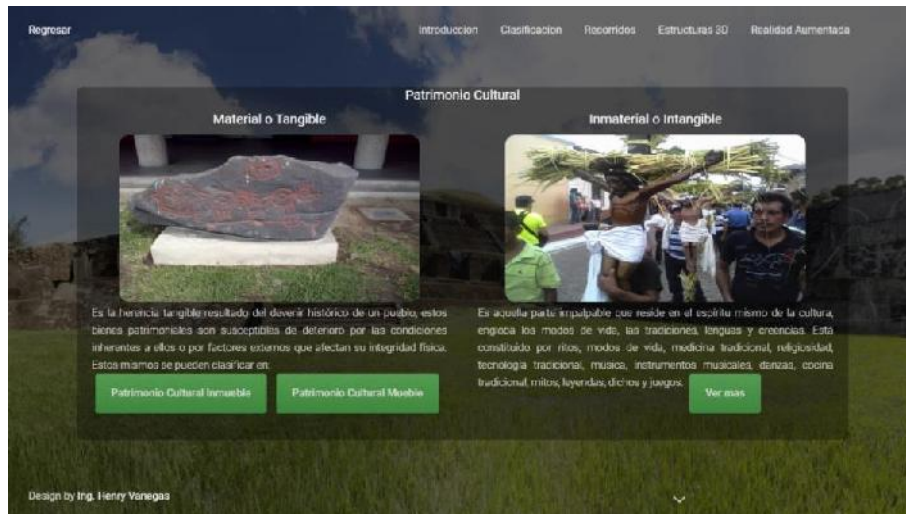 Regresar
Introduccion Clasificacion Recorridos Estructuras 3D Realidad Aumentada
Patrimonio Cultural
Material o Tangible
Es la herencia tangible resultado del devenir histórico de un pueblo, estos
bienes patrimoniales son susceptibles de deterioro por las condiciones
inherentes a ellos o por factores externos que afectan su integridad física.
Estos mismos se pueden clasificar en:
Patrimonio Cultural Inmueble Patrimonio Cultural Mueble
Inmaterial o Intangible
Es aquella parte impalpable que reside en el espíritu mismo de la cultura,
engloba los modos de vida, las tradiciones, lenguas y creencias. Está
constituido por ritos, modos de vida, medicina tradicional, religiosidad,
tecnología tradicional, música, instrumentos musicales, danzas, cocina
tradicional, mitos, leyendas, dichos y juegos.
Ver mas
Design by Ing. Henry Vanegas